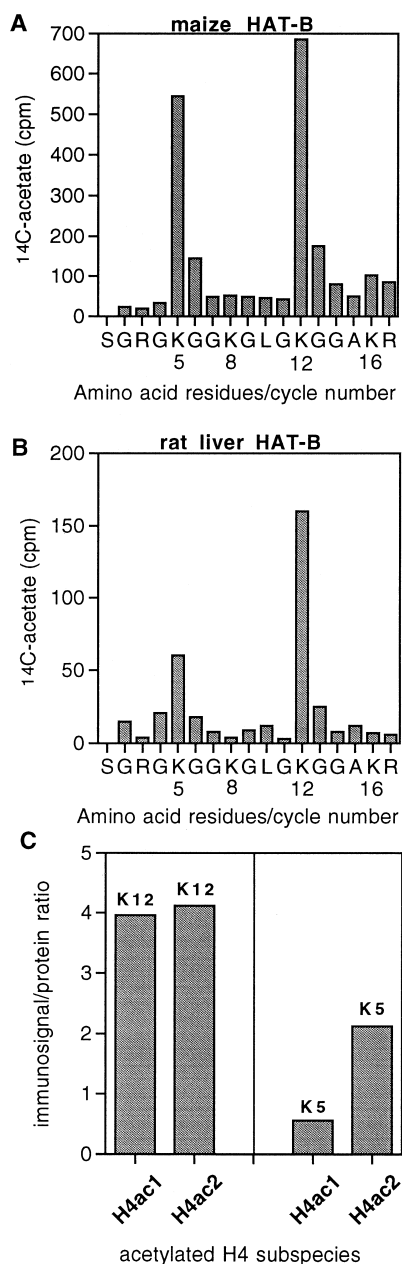 A
maize HAT-B
14C-acetate (cpm)
700
600
500
400
300
200
100
0
S G R G K G G K G L G K G G A K R
5 8 12 16
Amino acid residues/cycle number
B
rat liver HAT-B
14C-acetate (cpm)
200
150
100
50
0
S G R G K G G K G L G K G G A K R
5 8 12 16
Amino acid residues/cycle number
C
immunosignal/protein ratio
5
4
3
2
1
0
K12 K12
K5
K5
H4ac1 H4ac2 H4ac1 H4ac2
acetylated H4 subspecies